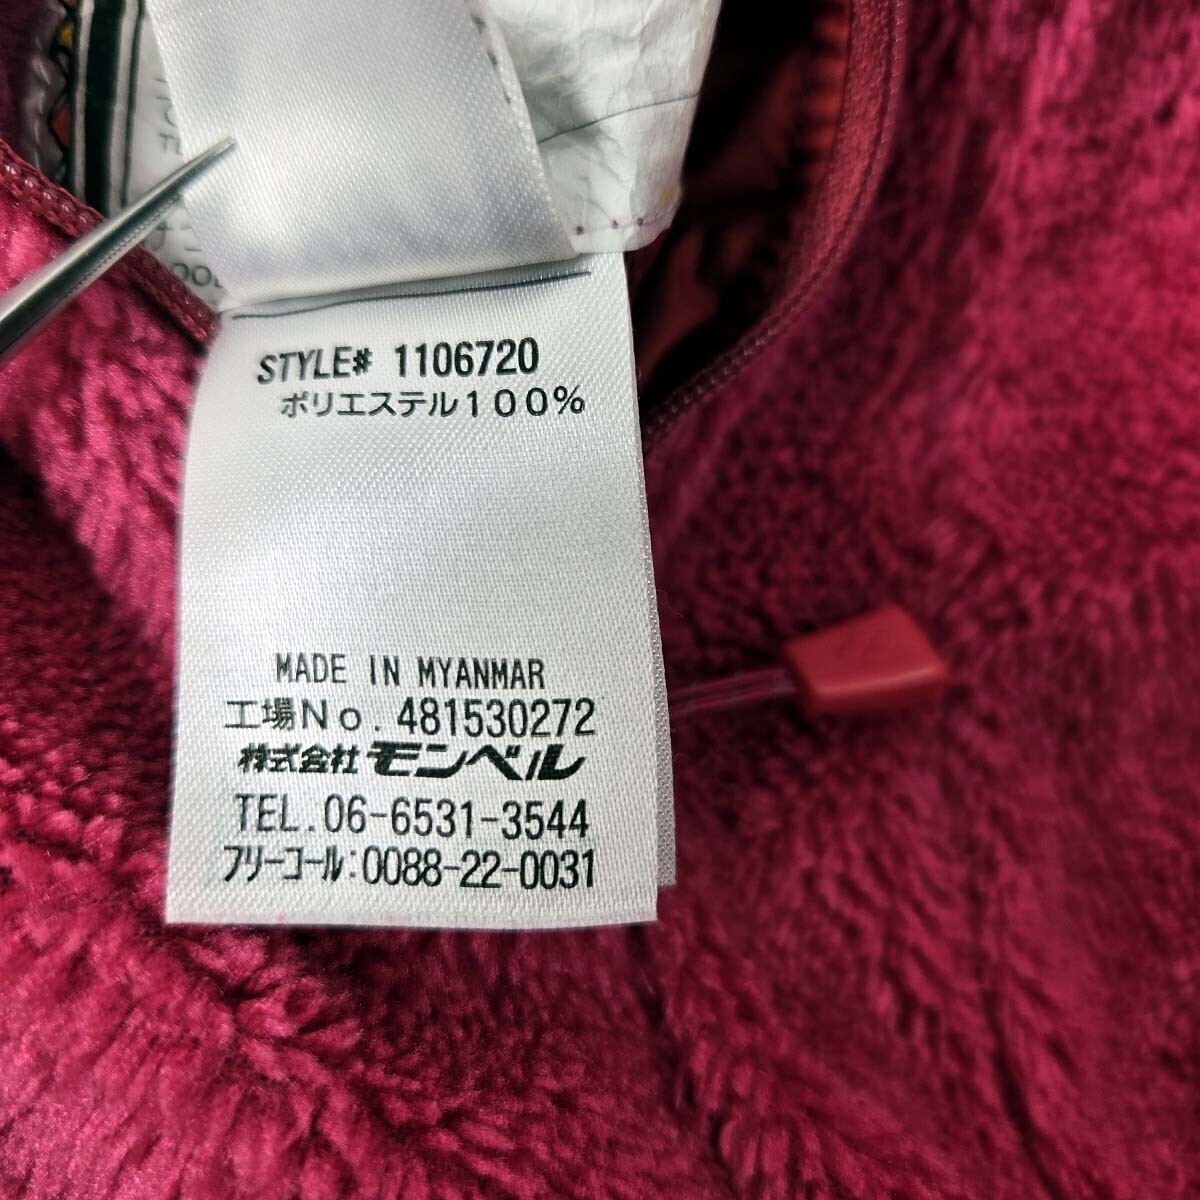 STYLE# 1106720
ポリエステル100%
MADE IN MYANMAR
工場No.481530272
株式会社モンベル
TEL.06-6531-3544
フリーコール:0088-22-0031